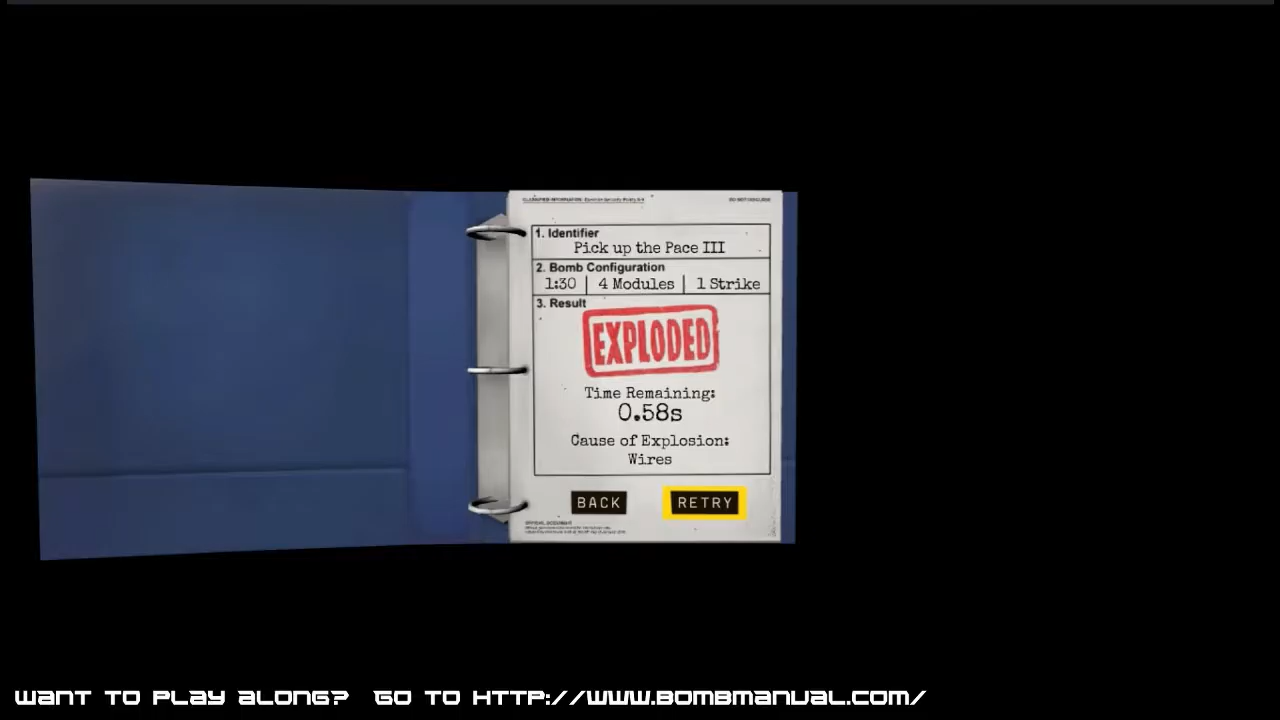 1. Identifier
Pick up the Pace III
2. Bomb Configuration
1:30 | 4 Modules | 1 Strike
3. Result
EXPLODED
Time Remaining:
0.58s
Cause of Explosion:
Wires
BACK RETRY
WANT TO PLAY ALONG? GO TO HTTP://WWW.BOMBMANUAL.COM/